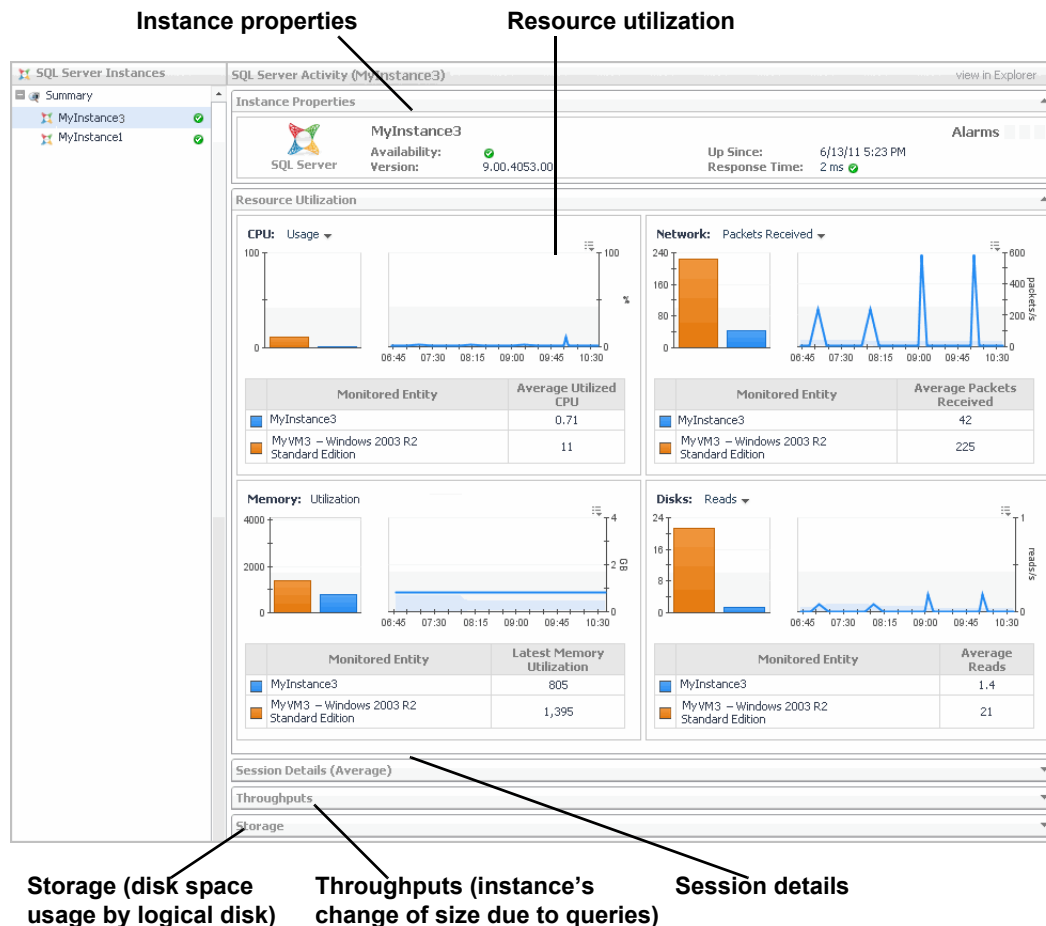 Instance properties
Resource utilization
SQL Server Instances
Summary
MyInstance3
MyInstance1
SQL Server Activity (MyInstance3)
view in Explorer
Instance Properties
SQL Server
MyInstance3
Availability:
Version:
9.00.4053.00
Alarms
Up Since:
6/13/11 5:23 PM
Response Time:
2 ms
Resource Utilization
CPU: Usage
100
0
100
%
0
06:45 07:30 08:15 09:00 09:45 10:30
Monitored Entity
Average Utilized CPU
MyInstance3
0.71
MyVM3 – Windows 2003 R2
Standard Edition
11
Network: Packets Received
240
160
80
0
600
400
200
0
packets/s
06:45 07:30 08:15 09:00 09:45 10:30
Monitored Entity
Average Packets
Received
MyInstance3
42
MyVM3 – Windows 2003 R2
Standard Edition
225
Memory: Utilization
4000
2000
0
4
2
0
GB
06:45 07:30 08:15 09:00 09:45 10:30
Monitored Entity
Latest Memory
Utilization
MyInstance3
805
MyVM3 – Windows 2003 R2
Standard Edition
1,395
Disks: Reads
24
16
8
0
1
0
reads/s
06:45 07:30 08:15 09:00 09:45 10:30
Monitored Entity
Average
Reads
MyInstance3
1.4
MyVM3 – Windows 2003 R2
Standard Edition
21
Session Details (Average)
Throughputs
Storage
Storage (disk space
usage by logical disk)
Throughputs (instance's
change of size due to queries)
Session details